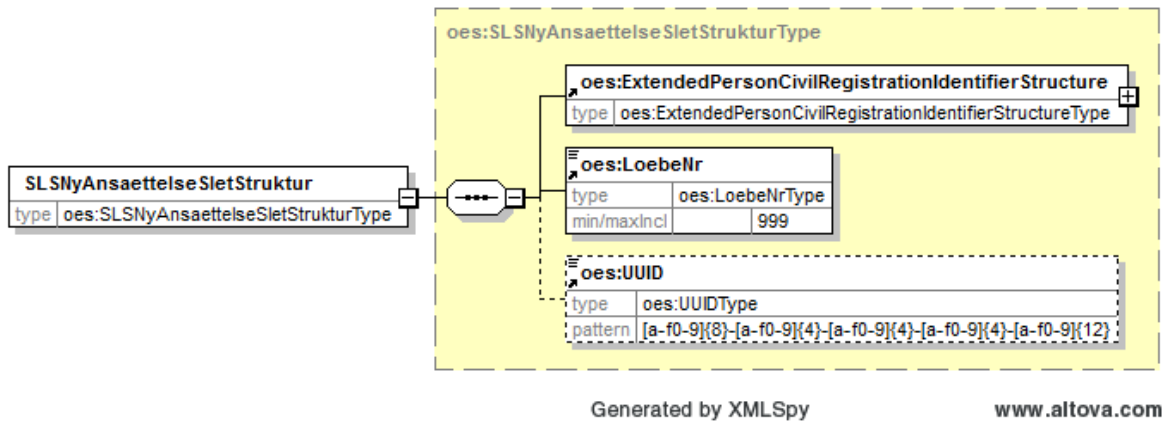 oes:SLSNyAnsaettelseSletStrukturType
oes:ExtendedPersonCivilRegistrationIdentifierStructure
type oes:ExtendedPersonCivilRegistrationIdentifierStructureType
SLSNyAnsaettelseSletStruktur
type oes:SLSNyAnsaettelseSletStrukturType
oes:LoebeNr
type oes:LoebeNrType
min/maxIncl 999
oes:UUID
type oes:UUIDType
pattern [a-f0-9]{8}-[a-f0-9]{4}-[a-f0-9]{4}-[a-f0-9]{4}-[a-f0-9]{12}
Generated by XMLSpy www.altova.com